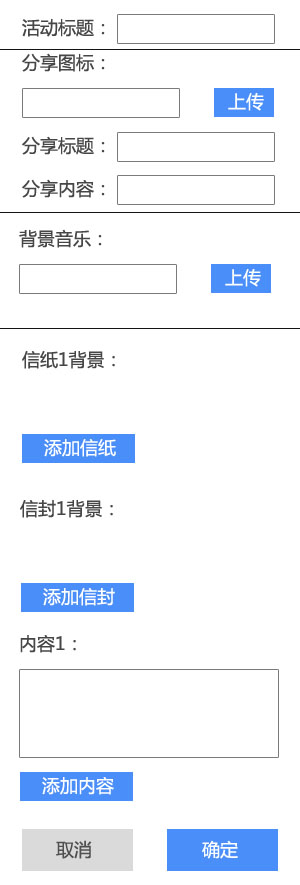 活动标题：
分享图标：
上传
分享标题：
分享内容：
背景音乐：
上传
信纸1背景：
添加信纸
信封1背景：
添加信封
内容1：
添加内容
取消 确定